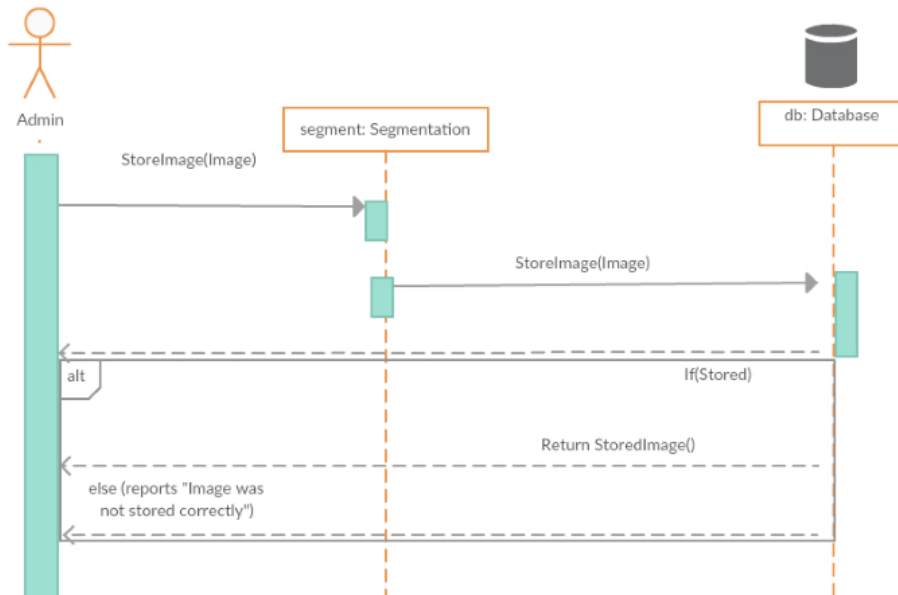 Admin
segment: Segmentation
db: Database
StoreImage(Image)
StoreImage(Image)
alt
If(Stored)
Return StoredImage()
else (reports "Image was
not stored correctly")